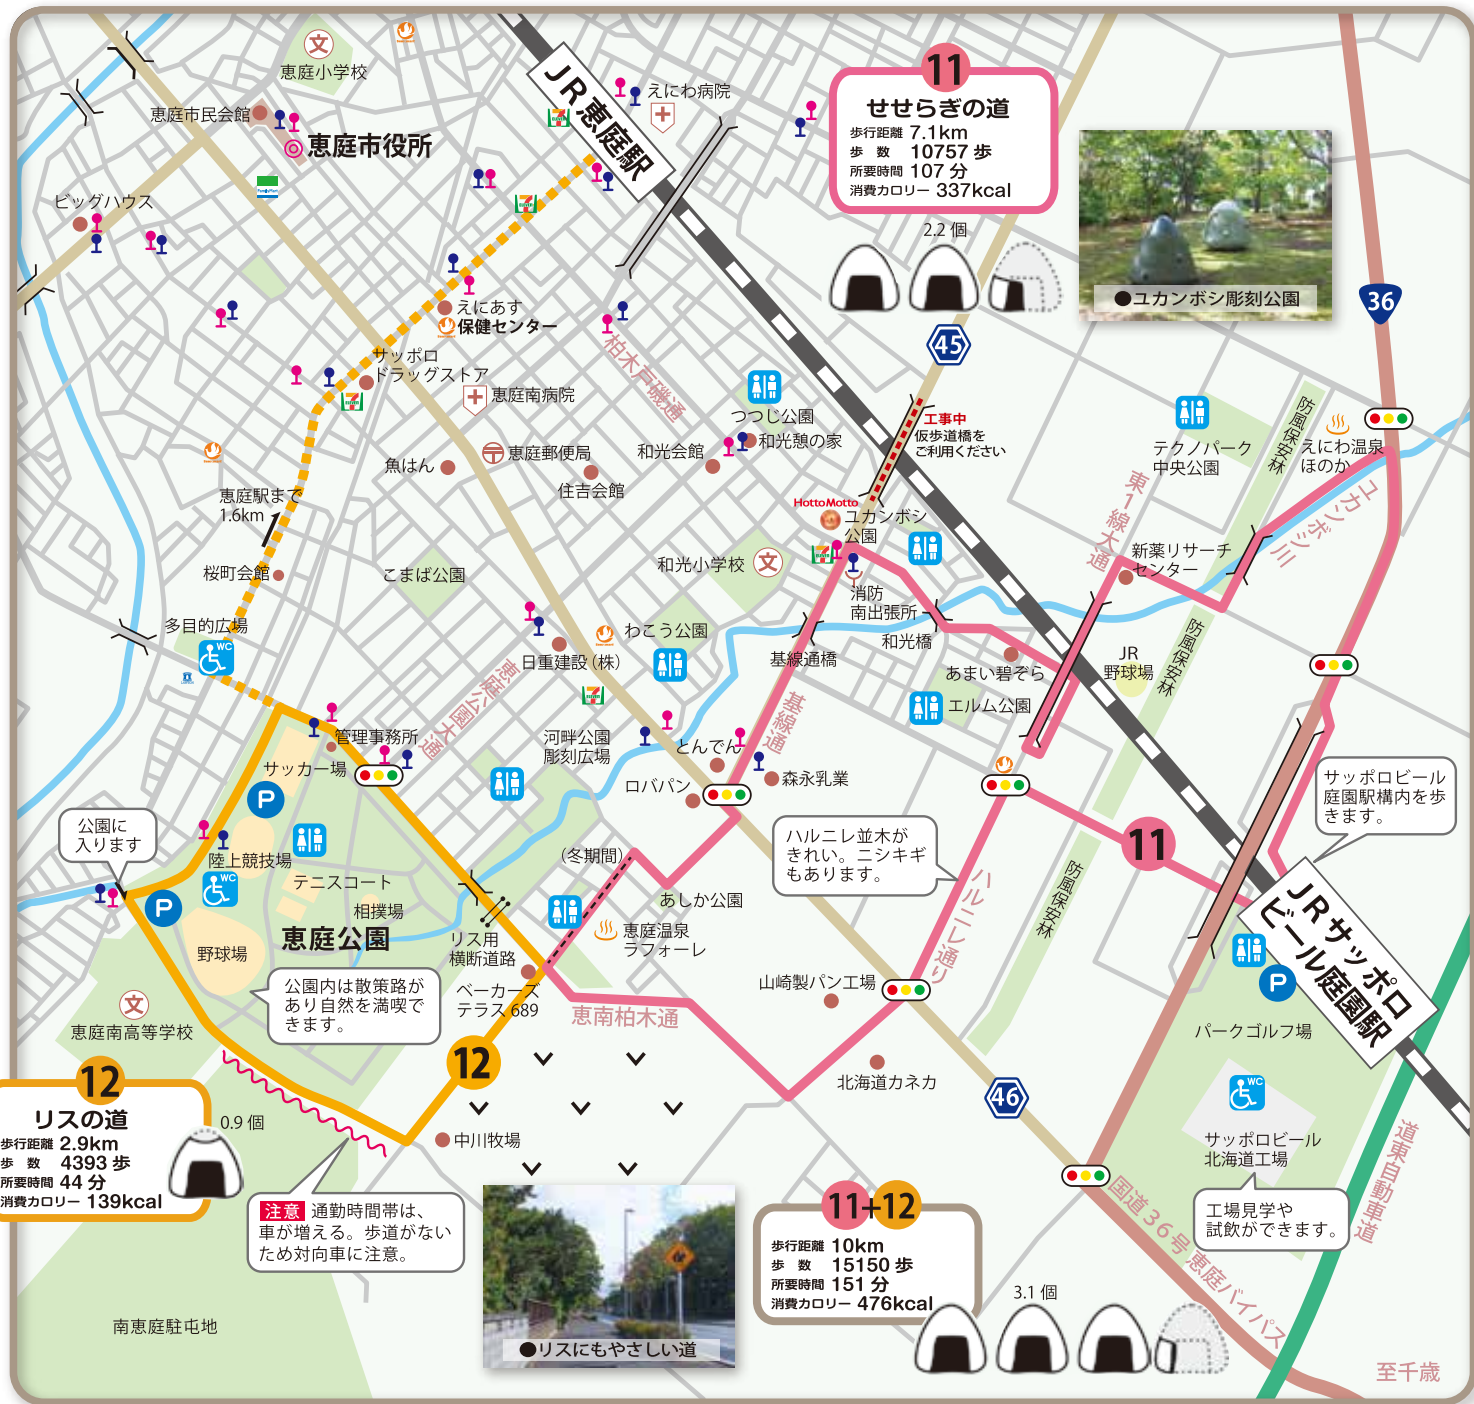 恵庭小学校
恵庭市民会館
恵庭市役所
ビッグハウス
JR恵庭駅
えにわ病院
11
せせらぎの道
歩行距離 7.1km
歩 数 10757 歩
所要時間 107 分
消費カロリー 337kcal
2.2 個
●ユカンボシ彫刻公園
36
45
えにあす
保健センター
サッポロ
ドラッグストア
恵庭南病院
柏木戸磯通
つつじ公園
和光憩の家
和光会館
工事中
仮歩道橋を
ご利用ください
テクノパーク
中央公園
防風保安林
えにわ温泉
ほのか
魚はん
恵庭郵便局
住吉会館
恵庭駅まで
1.6km
HottoMotto
ユカンボシ
公園
東1線大通
ユカンボシ川
新薬リサーチ
センター
桜町会館
こまば公園
和光小学校
消防
南出張所
和光橋
多目的広場
WC
わこう公園
日重建設（株）
基線通橋
あまい碧ぞら
JR
野球場
防風保安林
恵庭公園大通
基線通
エルム公園
管理事務所
サッカー場
河畔公園
彫刻広場
とんでん
森永乳業
ロバパン
P
公園に
入ります
陸上競技場
WC
テニスコート
相撲場
(冬期間)
あしか公園
ハルニレ並木が
きれい。ニシキギ
もあります。
11
サッポロビール
庭園駅構内を歩
きます。
ハルニレ通り
防風保安林
P
野球場
恵庭公園
リス用
横断道路
恵庭温泉
ラフォーレ
JRサッポロ
ビール庭園駅
公園内は散策路が
あり自然を満喫で
きます。
ベーカーズ
テラス 689
恵南柏木通
山崎製パン工場
P
パークゴルフ場
恵庭南高等学校
12
北海道カネカ
46
WC
12
リスの道
歩行距離 2.9km
歩 数 4393 歩
所要時間 44 分
消費カロリー 139kcal
0.9 個
中川牧場
サッポロビール
北海道工場
道東自動車道
注意 通勤時間帯は、
車が増える。歩道がない
ため対向車に注意。
工場見学や
試飲ができます。
国道36号 恵庭バイパス
11+12
歩行距離 10km
歩 数 15150 歩
所要時間 151 分
消費カロリー 476kcal
3.1 個
●リスにもやさしい道
南恵庭駐屯地
至千歳